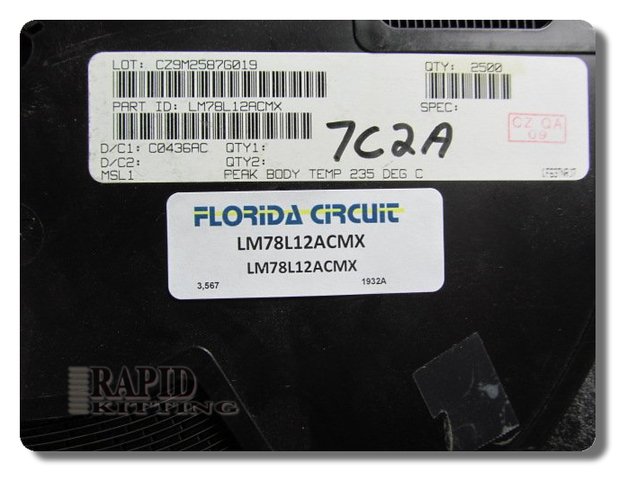 LOT: CZ9M2587G019
QTY: 2500
PART ID: LM78L12ACMX
SPEC:
CZ QA
09
7C2A
D/C1: C0436AC QTY1:
D/C2: QTY2:
MSL1 PEAK BODY TEMP 235 DEG C
FLORIDA CIRCUIT
LM78L12ACMX
LM78L12ACMX
3,567 1932A
RAPID
KITTING